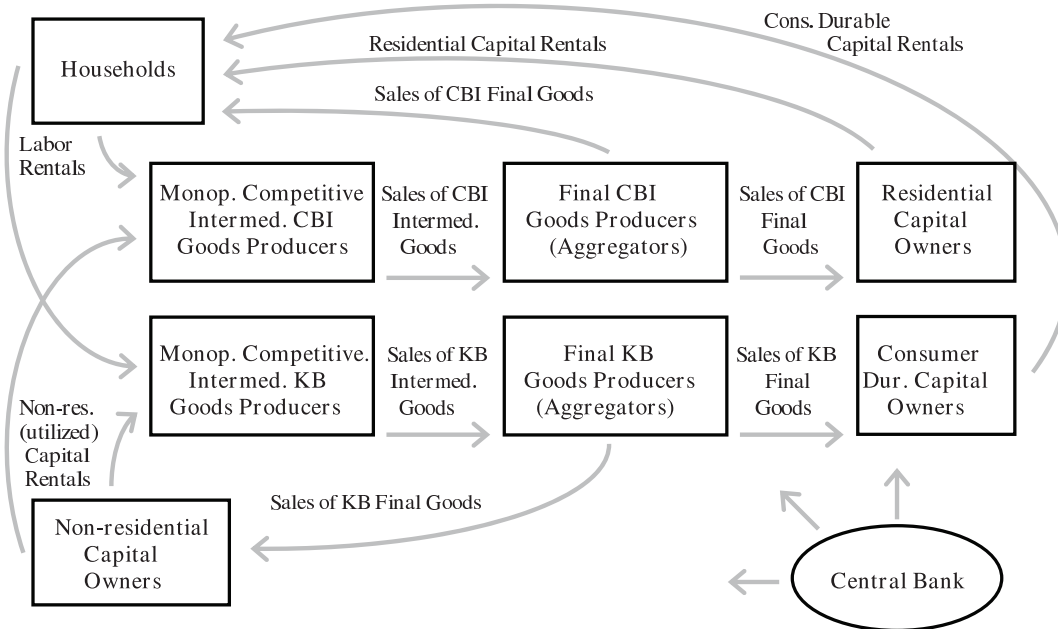 Cons. Durable
Capital Rentals
Residential Capital Rentals
Households
Sales of CBI Final Goods
Labor
Rentals
Monop. Competitive
Intermed. CBI
Goods Producers
Sales of CBI
Intermed.
Goods
Final CBI
Goods Producers
(Aggregators)
Sales of CBI
Final
Goods
Residential
Capital
Owners
Monop. Competitive.
Intermed. KB
Goods Producers
Sales of KB
Intermed.
Goods
Final KB
Goods Producers
(Aggregators)
Sales of KB
Final
Goods
Consumer
Dur. Capital
Owners
Non-res.
(utilized)
Capital
Rentals
Sales of KB Final Goods
Non-residential
Capital
Owners
Central Bank